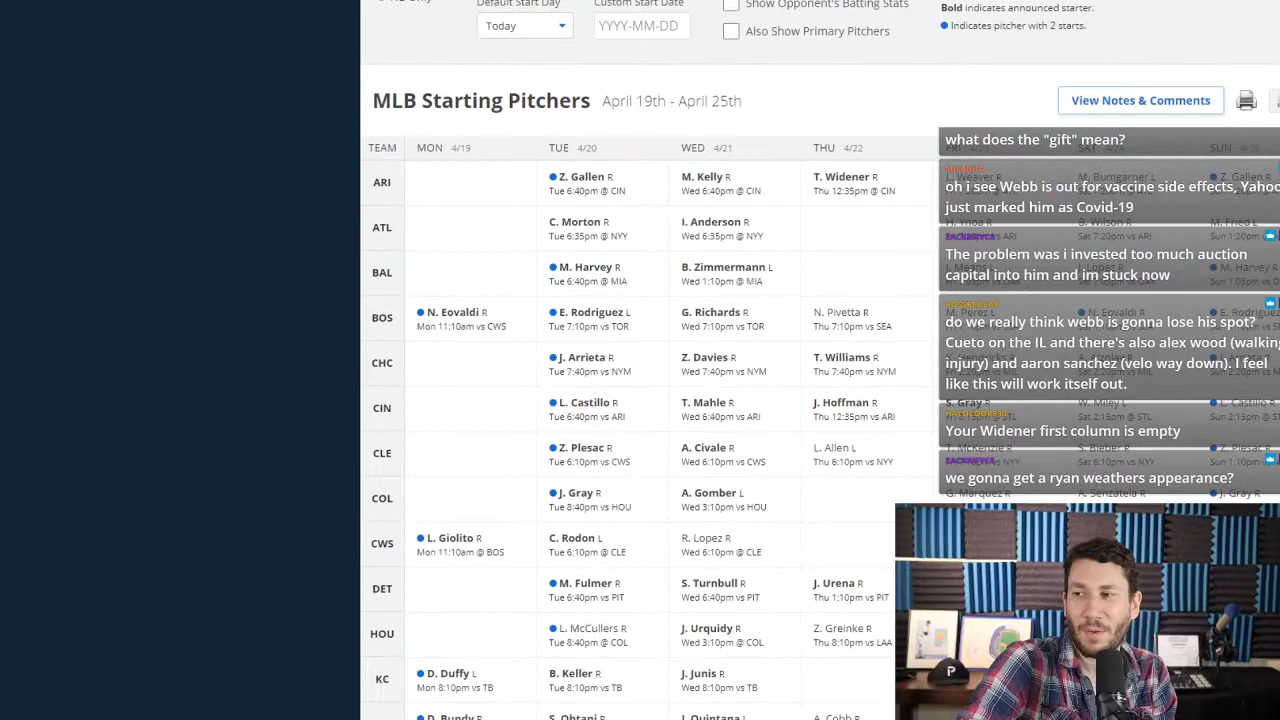 Default Start Day
Custom Start Date
Show Opponent's Batting Stats
Bold indicates announced starter.
Today
YYYY-MM-DD
Also Show Primary Pitchers
Indicates pitcher with 2 starts.
MLB Starting Pitchers April 19th - April 25th
View Notes & Comments
TEAM MON 4/19 TUE 4/20 WED 4/21 THU 4/22
ARI
Z. Gallen R
Tue 6:40pm @ CIN
M. Kelly R
Wed 6:40pm @ CIN
T. Widener R
Thu 12:35pm @ CIN
ATL
C. Morton R
Tue 6:35pm @ NYY
I. Anderson R
Wed 6:35pm @ NYY
BAL
M. Harvey R
Tue 6:40pm @ MIA
B. Zimmermann L
Wed 1:10pm @ MIA
BOS
N. Eovaldi R
Mon 11:10am vs CWS
E. Rodriguez L
Tue 7:10pm vs TOR
G. Richards R
Wed 7:10pm vs TOR
N. Pivetta R
Thu 7:10pm vs SEA
CHC
J. Arrieta R
Tue 7:40pm vs NYM
Z. Davies R
Wed 7:40pm vs NYM
T. Williams R
Thu 7:40pm vs NYM
CIN
L. Castillo R
Tue 6:40pm vs ARI
T. Mahle R
Wed 6:40pm vs ARI
J. Hoffman R
Thu 12:35pm vs ARI
CLE
Z. Plesac R
Tue 6:10pm vs CWS
A. Civale R
Wed 6:10pm vs CWS
L. Allen L
Thu 6:10pm vs NYY
COL
J. Gray R
Tue 8:40pm vs HOU
A. Gomber L
Wed 3:10pm vs HOU
CWS
L. Giolito R
Mon 11:10am @ BOS
C. Rodon L
Tue 6:10pm @ CLE
R. Lopez R
Wed 6:10pm @ CLE
DET
M. Fulmer R
Tue 6:40pm vs PIT
S. Turnbull R
Wed 6:40pm vs PIT
J. Urena R
Thu 1:10pm vs PIT
HOU
L. McCullers R
Tue 8:40pm @ COL
J. Urquidy R
Wed 3:10pm @ COL
Z. Greinke R
Thu 8:10pm vs LAA
KC
D. Duffy L
Mon 8:10pm vs TB
B. Keller R
Tue 8:10pm vs TB
J. Junis R
Wed 8:10pm vs TB
D. Bundy R
S. Ohtani R
J. Quintana L
A. Cobb R
what does the "gift" mean?
oh i see Webb is out for vaccine side effects, Yahoo
just marked him as Covid-19
The problem was i invested too much auction
capital into him and im stuck now
do we really think webb is gonna lose his spot?
Cueto on the IL and there's also alex wood (walking
injury) and aaron sanchez (velo way down). I feel
like this will work itself out.
Your Widener first column is empty
we gonna get a ryan weathers appearance?
G. Marquez R
A. Senzatela R
J. Gray R
P